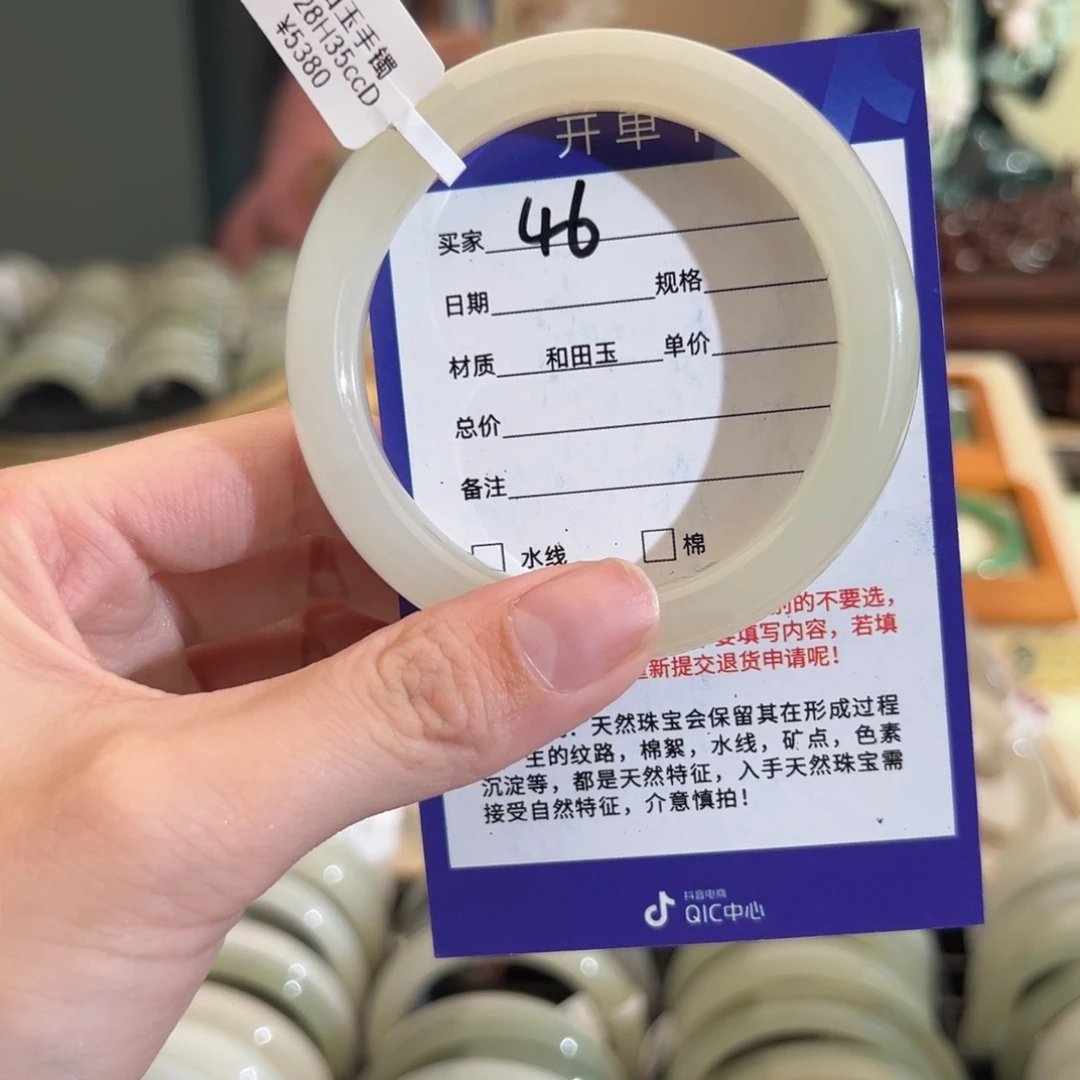 玉手镯
28H35ccD
¥5380
开单
买家 46
日期 规格
材质 和田玉 单价
总价
备注
水线 棉
的不要选，
填写内容，若填
新提交退货申请呢！
天然珠宝会保留其在形成过程
的纹路，棉絮，水线，矿点，色素
沉淀等，都是天然特征，入手天然珠宝需
接受自然特征，介意慎拍！
抖音电商
QIC中心